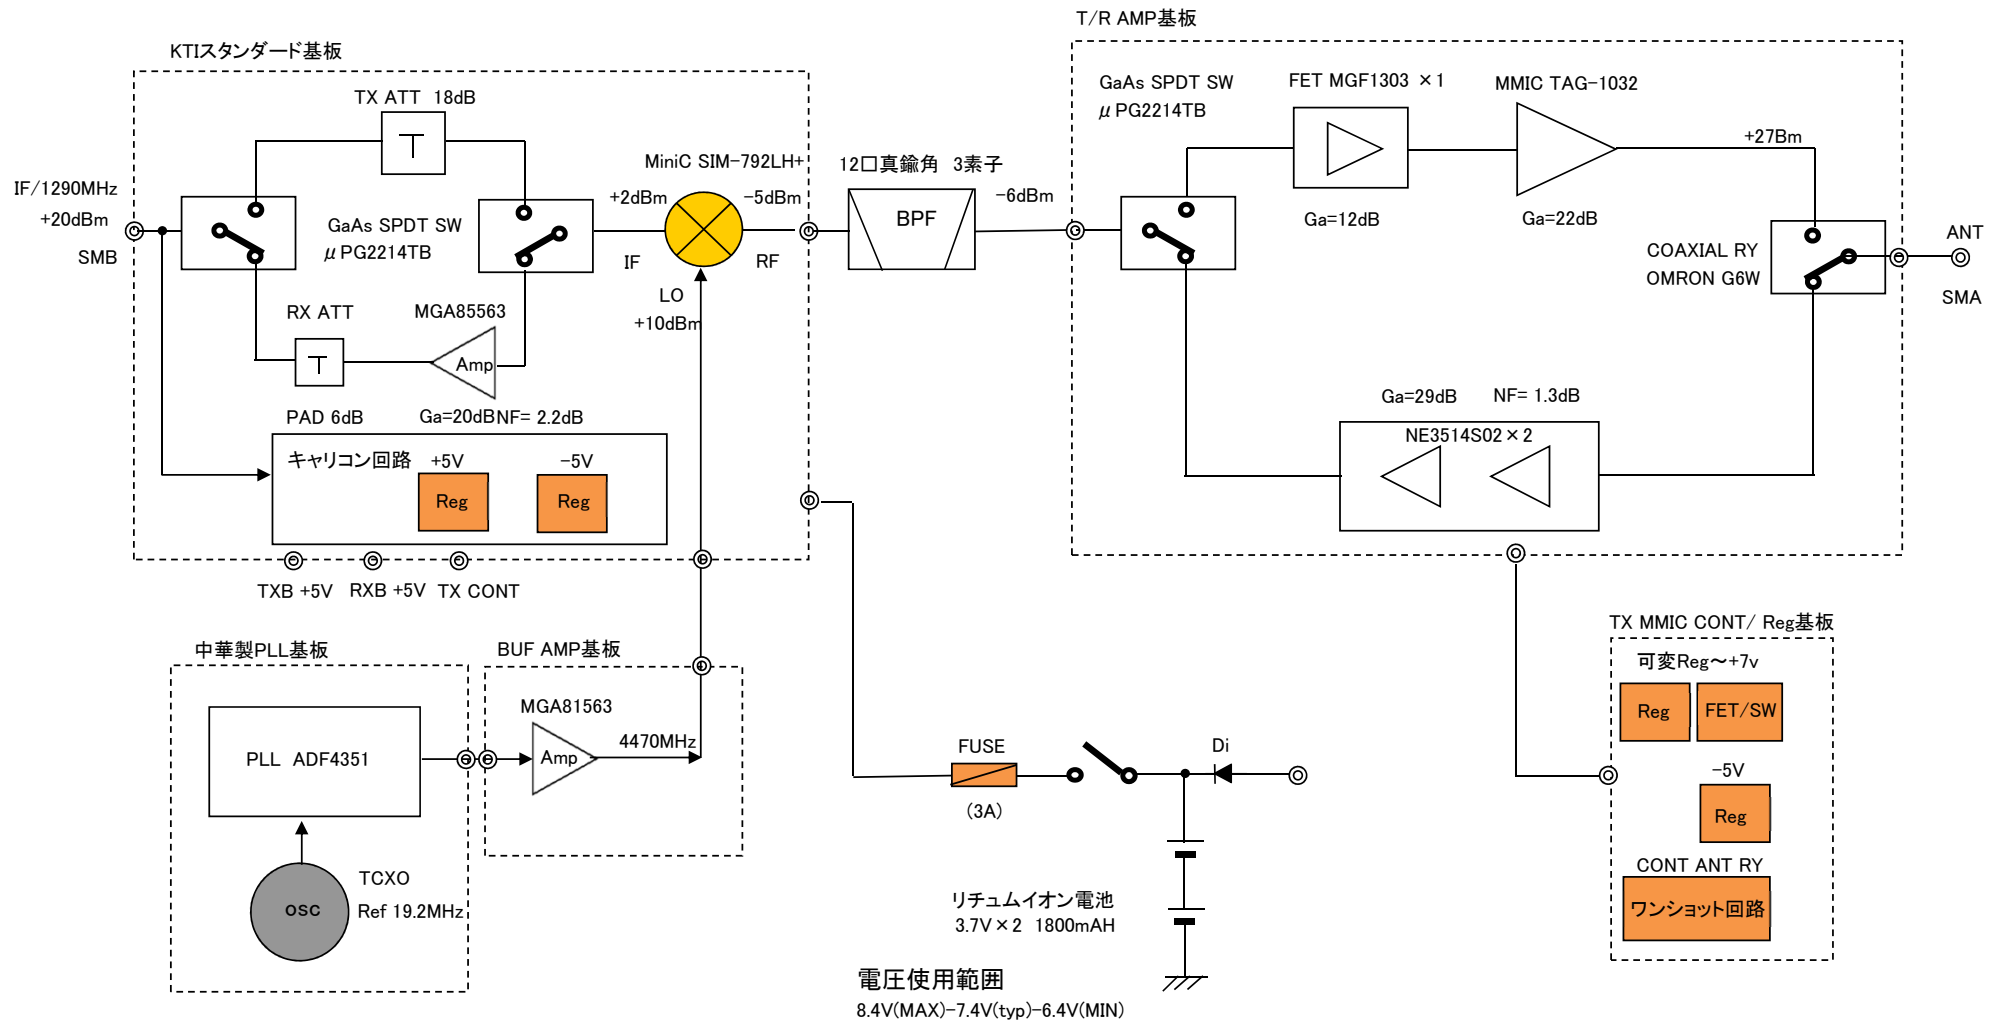 T/R AMP基板
KTIスタンダード基板
TX ATT 18dB
T
IF/1290MHz
+20dBm
SMB
GaAs SPDT SW
μPG2214TB
MiniC SIM-792LH+
+2dBm
-5dBm
IF
RF
LO
+10dBm
RX ATT
T
MGA85563
Amp
PAD 6dB
Ga=20dB NF= 2.2dB
キャリコン回路
+5V
Reg
-5V
Reg
TXB +5V
RXB +5V
TX CONT
12口真鍮角 3素子
BPF
-6dBm
GaAs SPDT SW
μPG2214TB
FET MGF1303 ×1
Ga=12dB
MMIC TAG-1032
Ga=22dB
+27Bm
COAXIAL RY
OMRON G6W
ANT
SMA
Ga=29dB
NF= 1.3dB
NE3514S02×2
中華製PLL基板
PLL ADF4351
OSC
TCXO
Ref 19.2MHz
BUF AMP基板
MGA81563
Amp
4470MHz
FUSE
(3A)
Di
リチュムイオン電池
3.7V×2 1800mAH
電圧使用範囲
8.4V(MAX)-7.4V(typ)-6.4V(MIN)
TX MMIC CONT/ Reg基板
可変Reg～+7v
Reg
FET/SW
-5V
Reg
CONT ANT RY
ワンショット回路